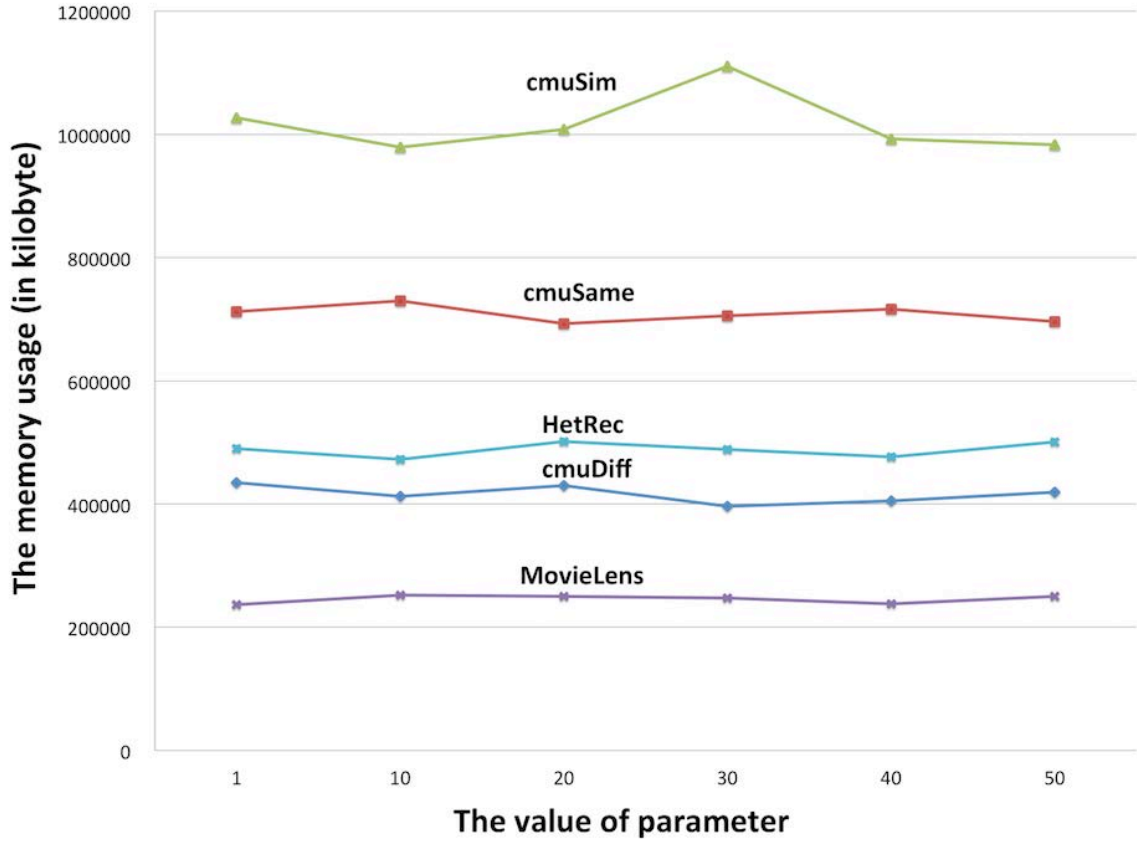 The memory usage (in kilobyte)
1200000
1000000
800000
600000
400000
200000
0
cmuSim
cmuSame
HetRec
cmuDiff
MovieLens
1 10 20 30 40 50
The value of parameter